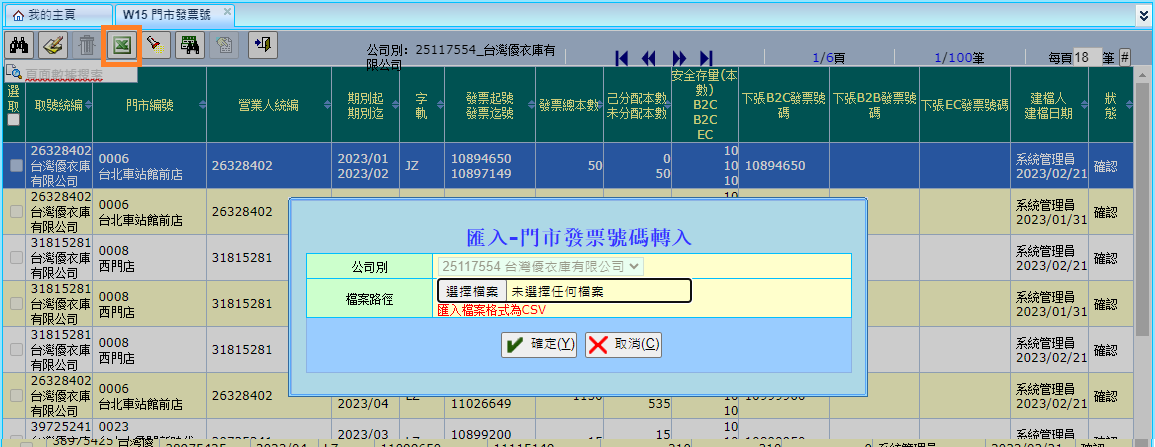 我的主頁
W15 門市發票號
公司別: 25117554_台灣優衣庫有
限公司
1/6頁
1/100筆
每頁 18 筆 #
頁面數據搜索
選
取
取號統編
門市編號
營業人統編
期別起
期別迄
字
軌
發票起號
發票迄號
發票總本數
己分配本數
未分配本數
安全存量(本
數)
B2C
B2C
EC
下張B2C發票號
碼
下張B2B發票號
碼
下張EC發票號碼
建檔人
建檔日期
狀
態
26328402
台灣優衣庫
有限公司
0006
台北車站館前店
26328402
2023/01
2023/02
JZ
10894650
10897149
50
0
50
10
10
10
10894650
系統管理員
2023/02/21
確認
26328402
台灣優衣庫
有限公司
0006
台北車站館前店
26328402
系統管理員
2023/01/31
確認
31815281
台灣優衣庫
有限公司
0008
西門店
31815281
系統管理員
2023/02/21
確認
31815281
台灣優衣庫
有限公司
0008
西門店
31815281
系統管理員
2023/01/31
確認
31815281
台灣優衣庫
有限公司
0008
西門店
31815281
系統管理員
2023/02/21
確認
26328402
台灣優衣庫
有限公司
0006
台北車站館前店
26328402
2023/04
11026649
535
10
系統管理員
2023/02/21
確認
39725241
0023
2023/03
10899200
15
10
系統管理員
匯入-門市發票號碼轉入
公司別
25117554 台灣優衣庫有限公司
檔案路徑
選擇檔案 未選擇任何檔案
匯入檔案格式為CSV
確定(Y)
取消(C)